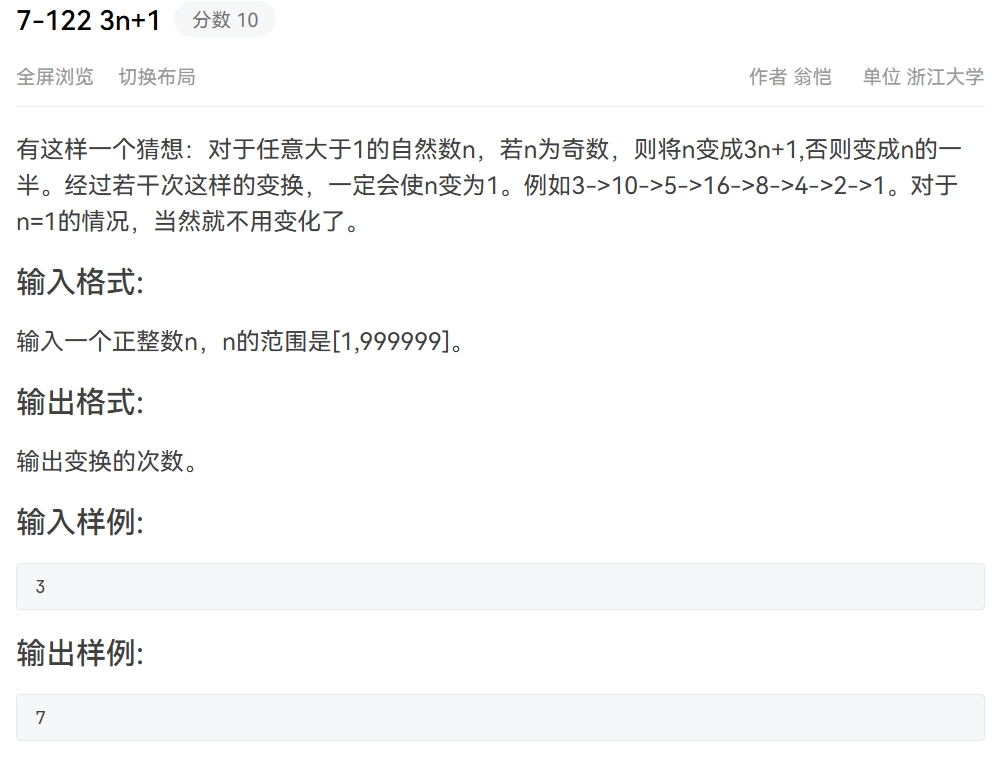 7-122 3n+1 分数 10
全屏浏览 切换布局 作者 翁恺 单位 浙江大学
有这样一个猜想：对于任意大于1的自然数n，若n为奇数，则将n变成3n+1,否则变成n的一
半。经过若干次这样的变换，一定会使n变为1。例如3->10->5->16->8->4->2->1。对于
n=1的情况，当然就不用变化了。
输入格式:
输入一个正整数n，n的范围是[1,999999]。
输出格式:
输出变换的次数。
输入样例:
3
输出样例:
7